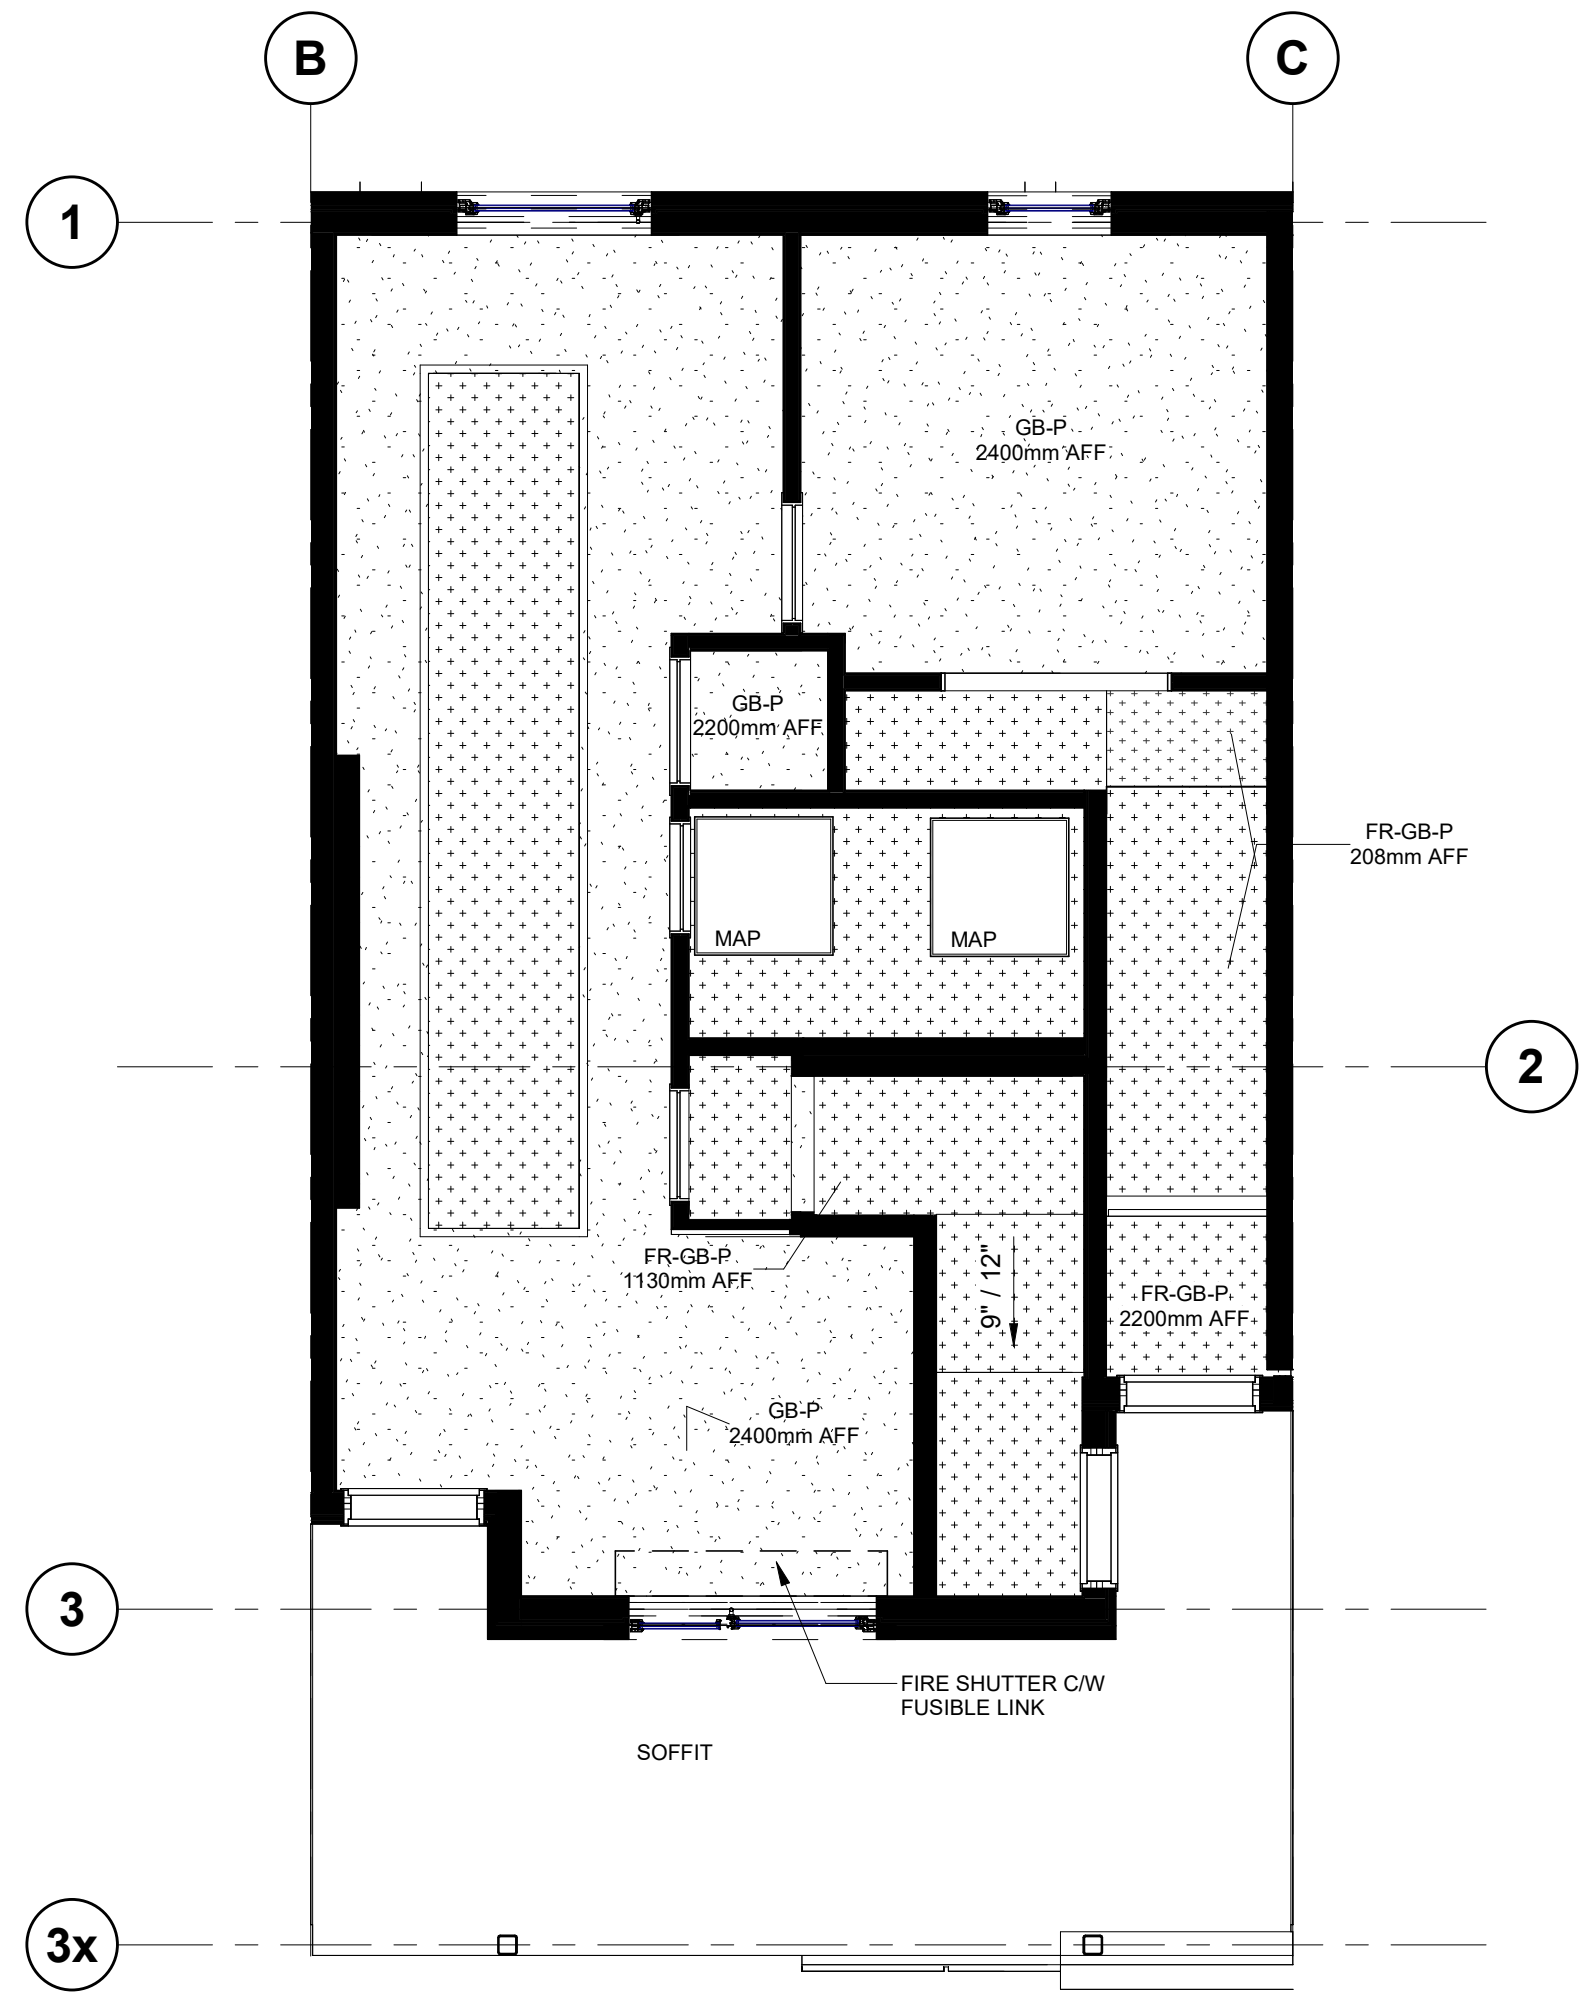 B
C
1
GB-P
2400mm AFF
GB-P
2200mm AFF
FR-GB-P
208mm AFF
MAP
MAP
2
FR-GB-P
1130mm AFF
9" / 12"
FR-GB-P
2200mm AFF
GB-P
2400mm AFF
3
FIRE SHUTTER C/W
FUSIBLE LINK
SOFFIT
3x